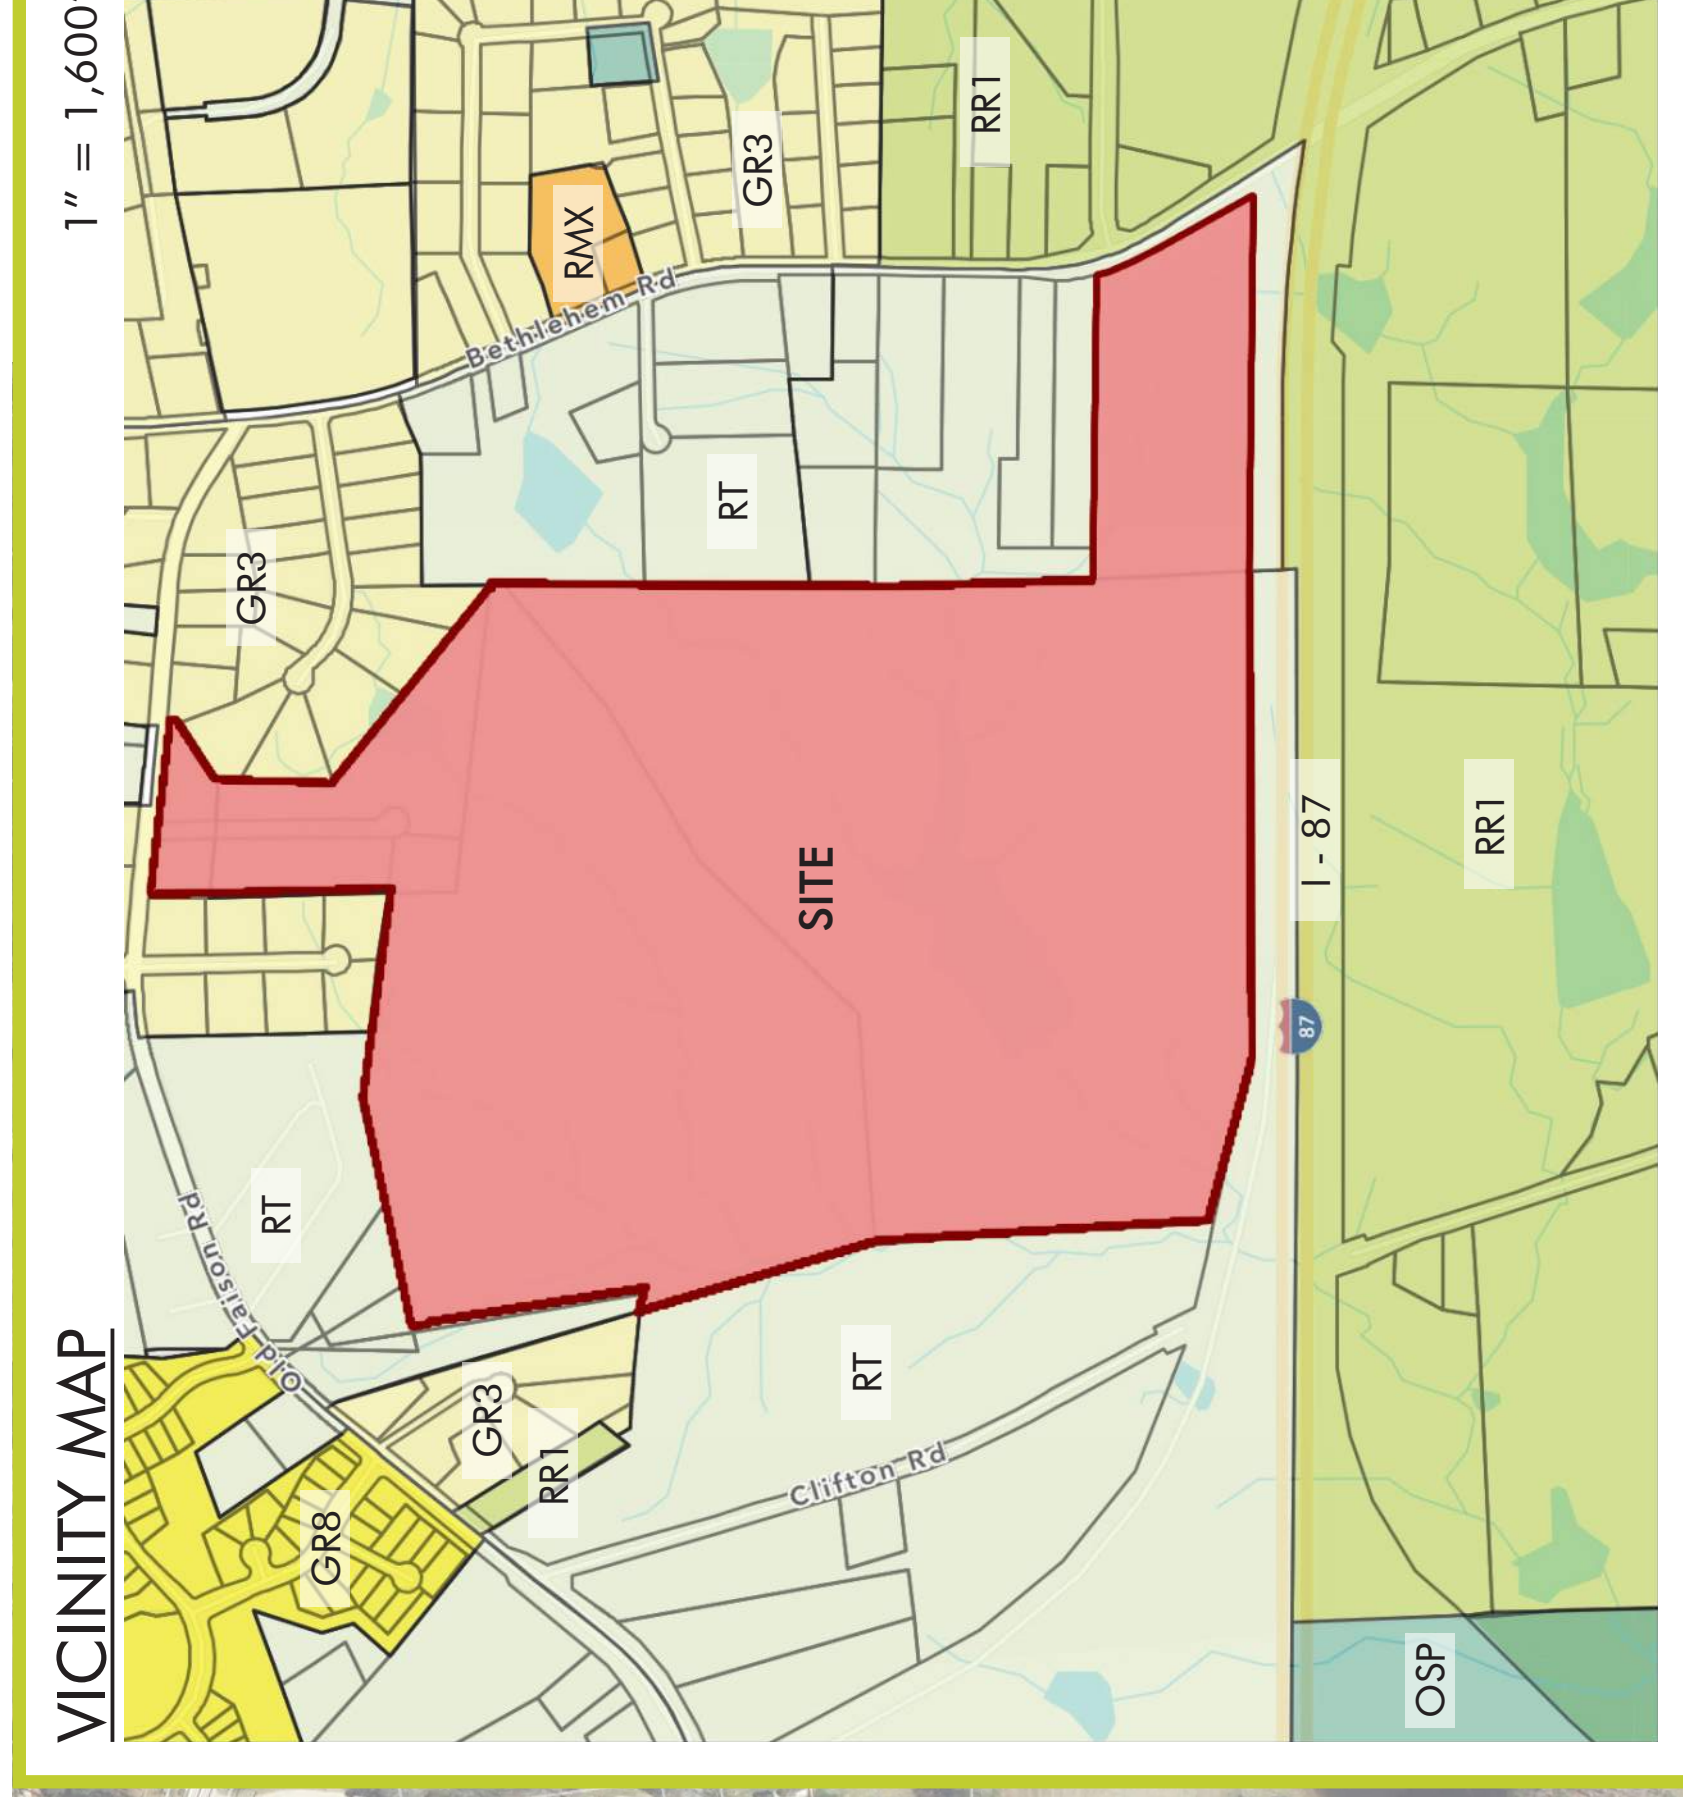 VICINITY MAP
1" = 1,600'
GR8
GR3
RR1
Old Faison Rd
RT
GR3
Clifton Rd
RT
SITE
RT
Bethlehem Rd
RMX
GR3
RR1
OSP
87
I - 87
RR1